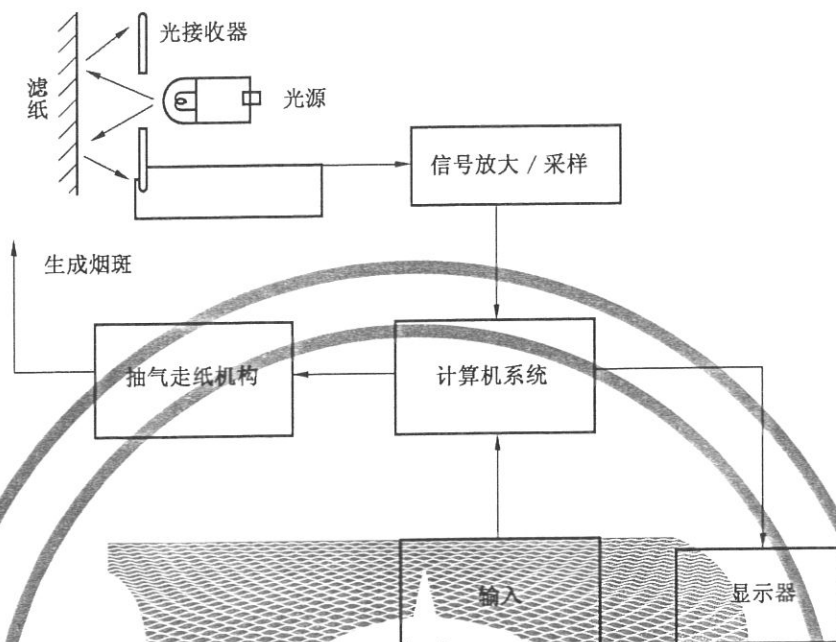 光接收器
滤纸
光源
信号放大 / 采样
生成烟斑
抽气走纸机构
计算机系统
输入
显示器